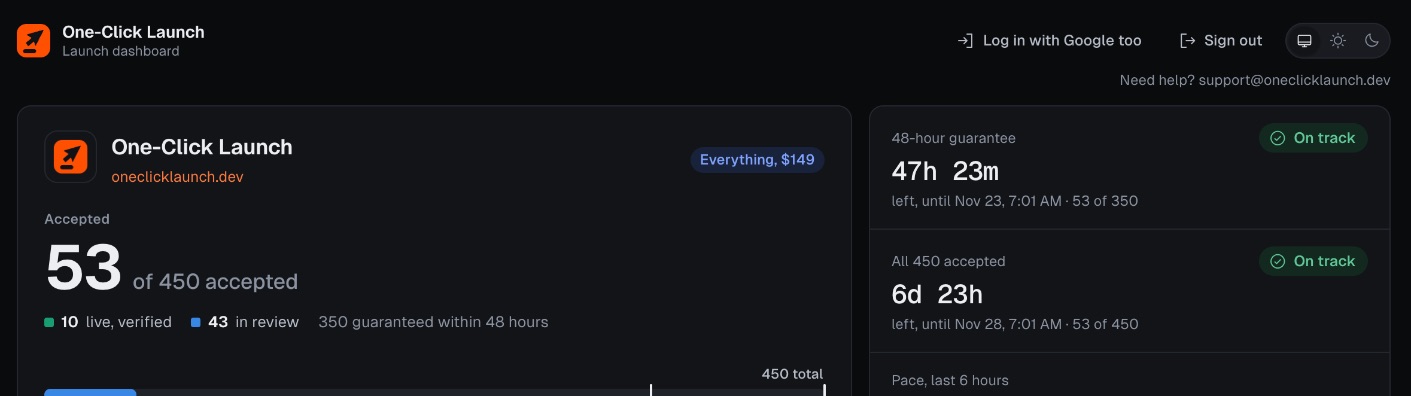 One-Click Launch
Launch dashboard
Log in with Google too
Sign out
Need help? support@oneclicklaunch.dev
One-Click Launch
oneclicklaunch.dev
Everything, $149
Accepted
53 of 450 accepted
10 live, verified 43 in review 350 guaranteed within 48 hours
450 total
48-hour guarantee
On track
47h 23m
left, until Nov 23, 7:01 AM · 53 of 350
All 450 accepted
On track
6d 23h
left, until Nov 28, 7:01 AM · 53 of 450
Pace, last 6 hours